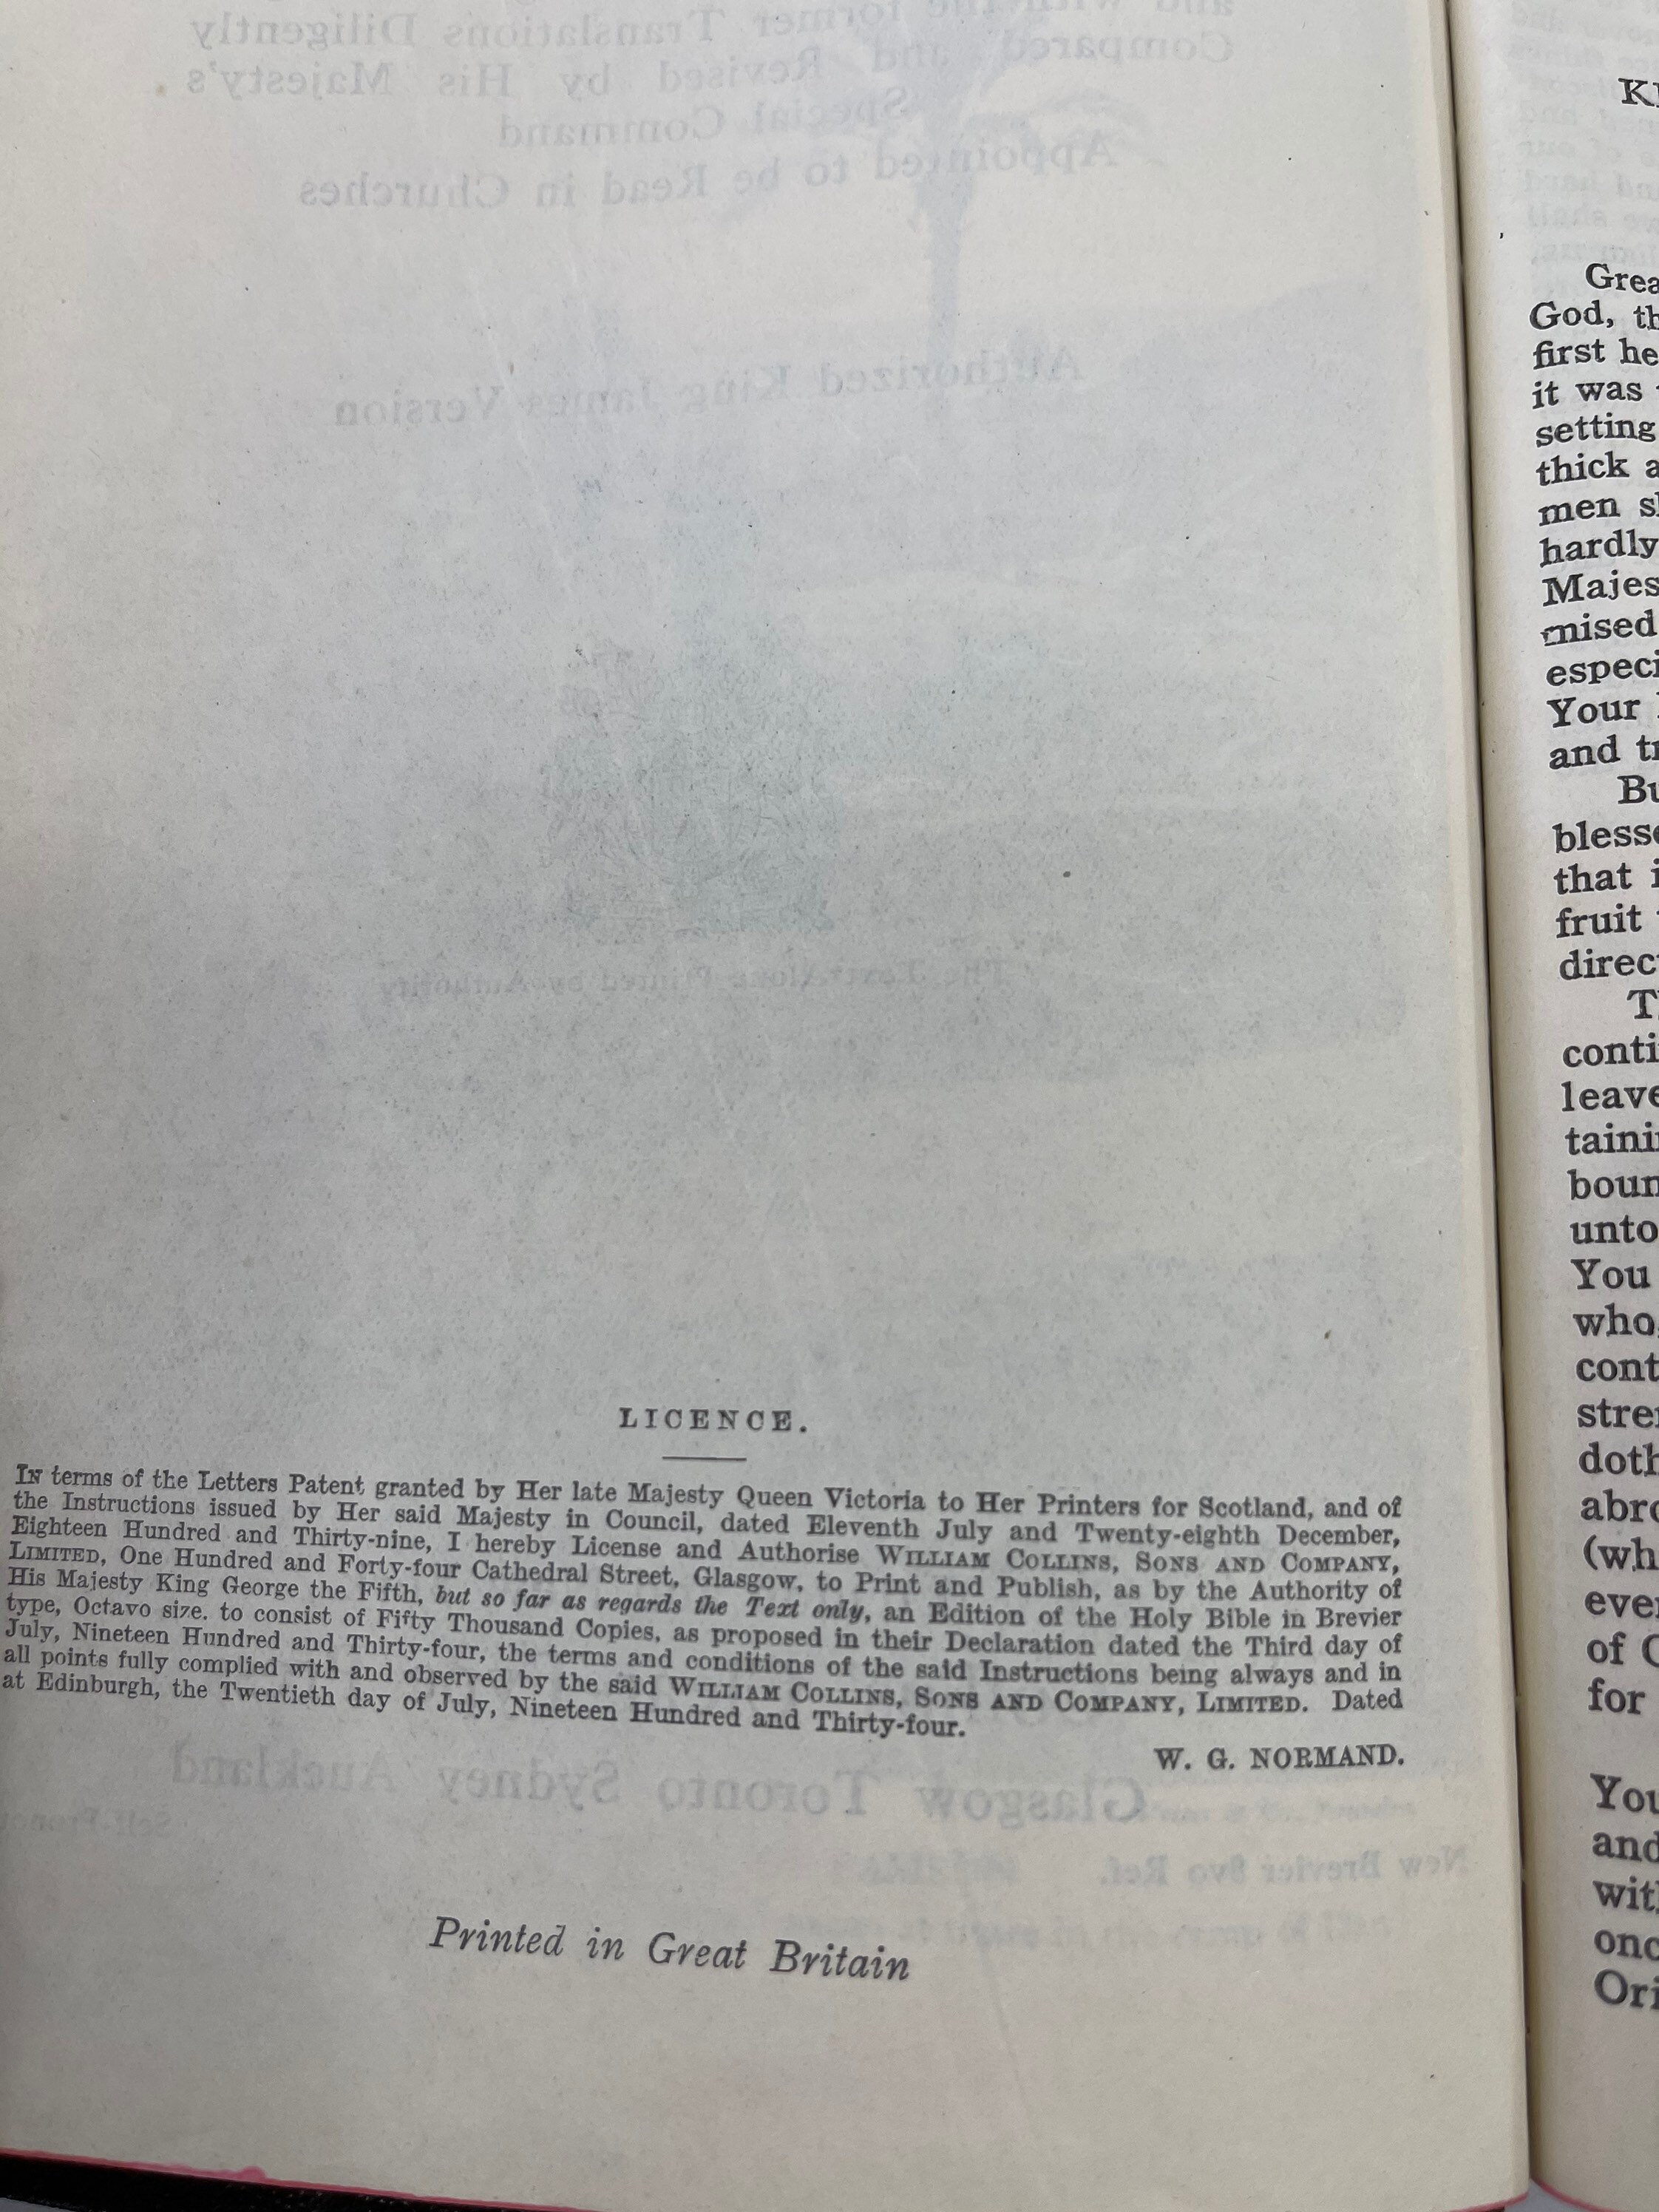 LICENCE.
IN terms of the Letters Patent granted by Her late Majesty Queen Victoria to Her Printers for Scotland, and of
the Instructions issued by Her said Majesty in Council, dated Eleventh July and Twenty-eighth December,
Eighteen Hundred and Thirty-nine, I hereby License and Authorise WILLIAM COLLINS, SONS AND COMPANY,
LIMITED, One Hundred and Forty-four Cathedral Street, Glasgow, to Print and Publish, as by the Authority of
His Majesty King George the Fifth, but so far as regards the Text only, an Edition of the Holy Bible in Brevier
type, Octavo size. to consist of Fifty Thousand Copies, as proposed in their Declaration dated the Third day of
July, Nineteen Hundred and Thirty-four, the terms and conditions of the said Instructions being always and in
all points fully complied with and observed by the said WILLIAM COLLINS, SONS AND COMPANY, LIMITED. Dated
at Edinburgh, the Twentieth day of July, Nineteen Hundred and Thirty-four.
W. G. NORMAND.
Printed in Great Britain
God,
first he
it was
setting
thick a
men
hardly
Majes
mised
especi
Your
and
blesse
that
fruit
direc
conti
leave
taini
boun
unto
You
who
cont
stre
doth
abro
(wh
eve
of
for
You
and
with
onc
Ori